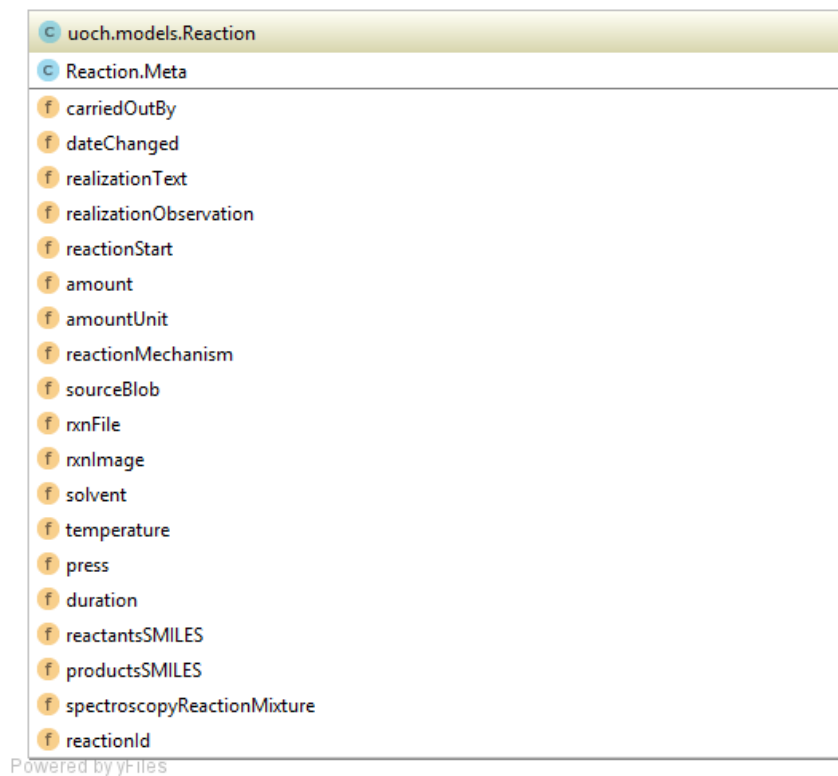 C uoch.models.Reaction
C Reaction.Meta
f carriedOutBy
f dateChanged
f realizationText
f realizationObservation
f reactionStart
f amount
f amountUnit
f reactionMechanism
f sourceBlob
f rxnFile
f rxnImage
f solvent
f temperature
f press
f duration
f reactantsSMILES
f productsSMILES
f spectroscopyReactionMixture
f reactionId
Powered by yFiles